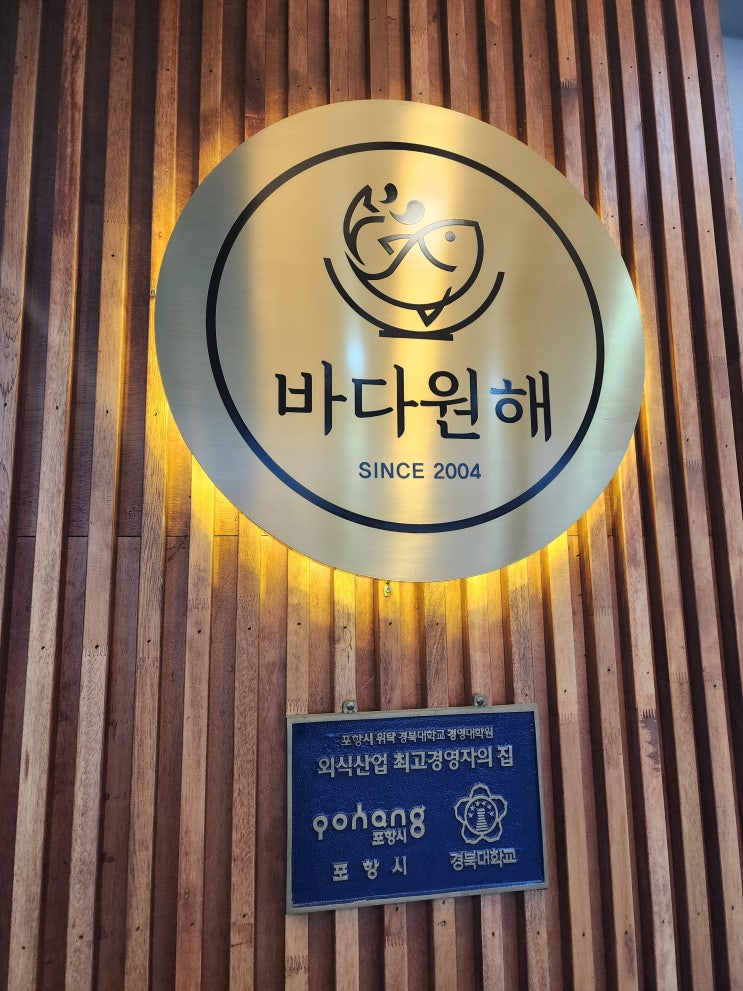 바다원해
SINCE 2004
포항시 위탁 경북대학교 경영대학원
외식산업 최고경영자의 집
pohang
포항시
포항시
경북대학교